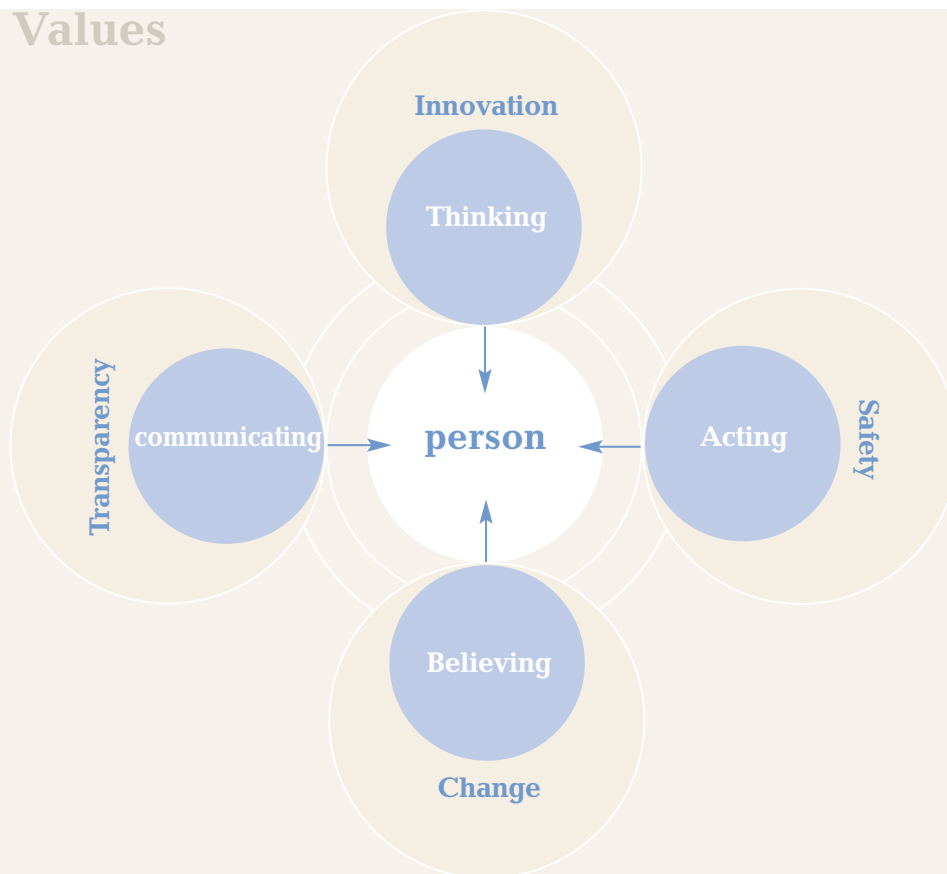 Values
Innovation
Thinking
Transparency
communicating
person
Acting
Safety
Believing
Change